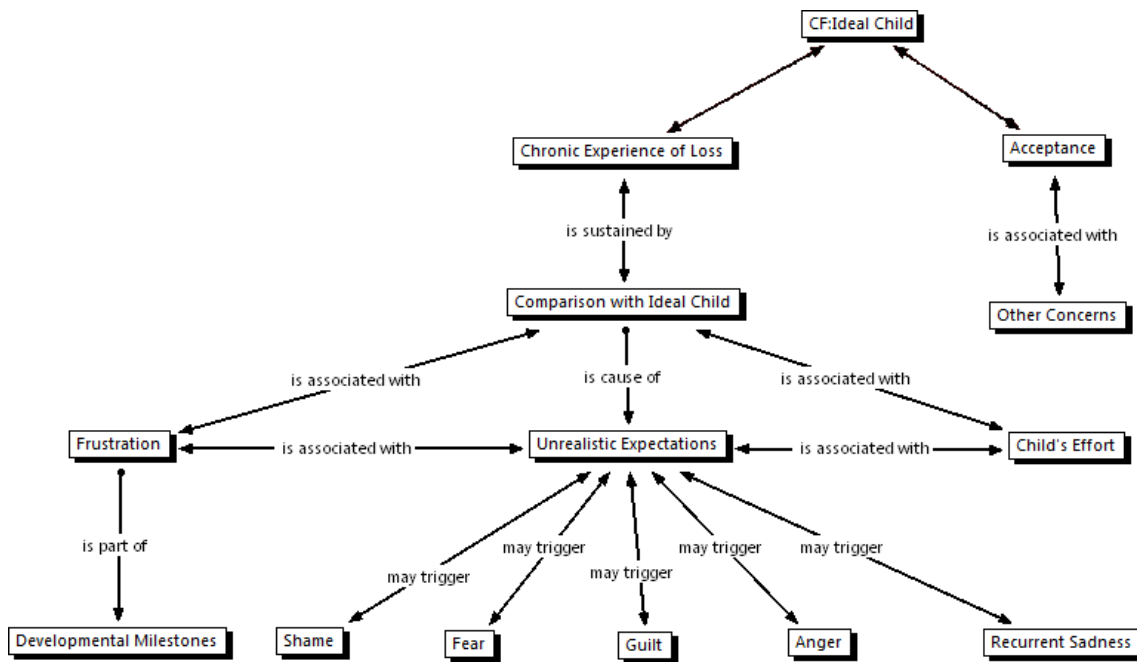 CF:Ideal Child
Chronic Experience of Loss
Acceptance
is sustained by
is associated with
Comparison with Ideal Child
Other Concerns
is associated with
is cause of
is associated with
Frustration
is associated with
Unrealistic Expectations
is associated with
Child's Effort
is part of
may trigger
may trigger
may trigger
may trigger
may trigger
Developmental Milestones
Shame
Fear
Guilt
Anger
Recurrent Sadness